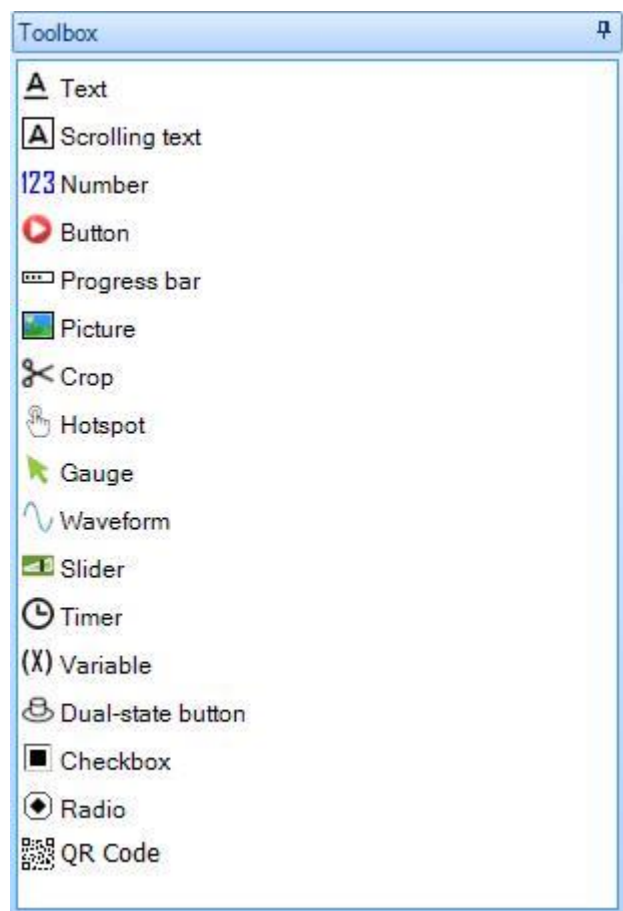 Toolbox
A Text
A Scrolling text
123 Number
Button
Progress bar
Picture
Crop
Hotspot
Gauge
Waveform
Slider
Timer
(X) Variable
Dual-state button
Checkbox
Radio
QR Code